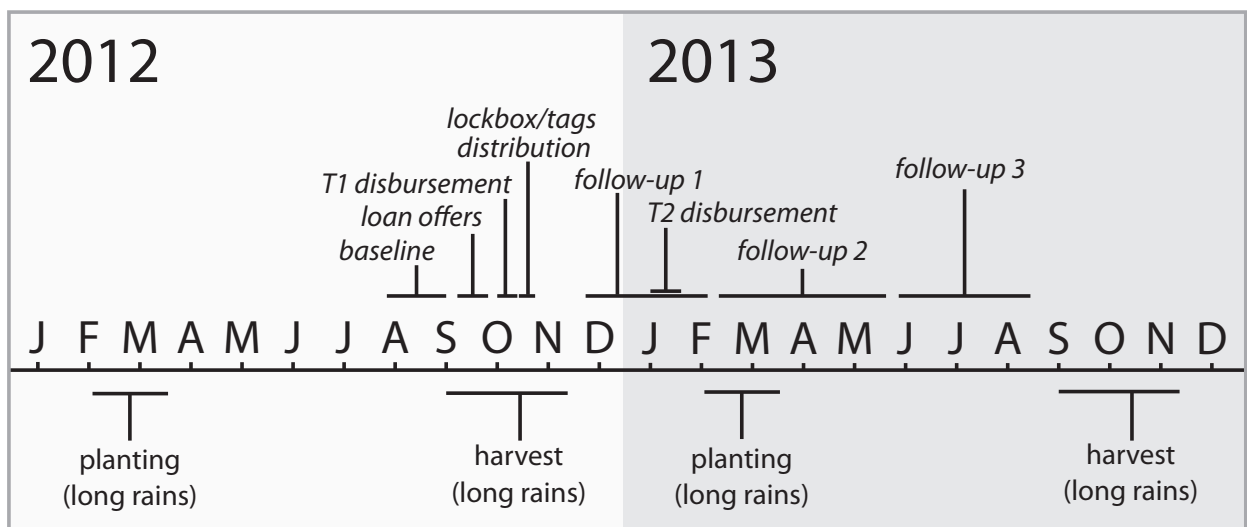 2012
2013
lockbox/tags
distribution
T1 disbursement
follow-up 1
follow-up 3
loan offers
T2 disbursement
baseline
follow-up 2
J F M A M J J A S O N D J F M A M J J A S O N D
planting
(long rains)
harvest
(long rains)
planting
(long rains)
harvest
(long rains)